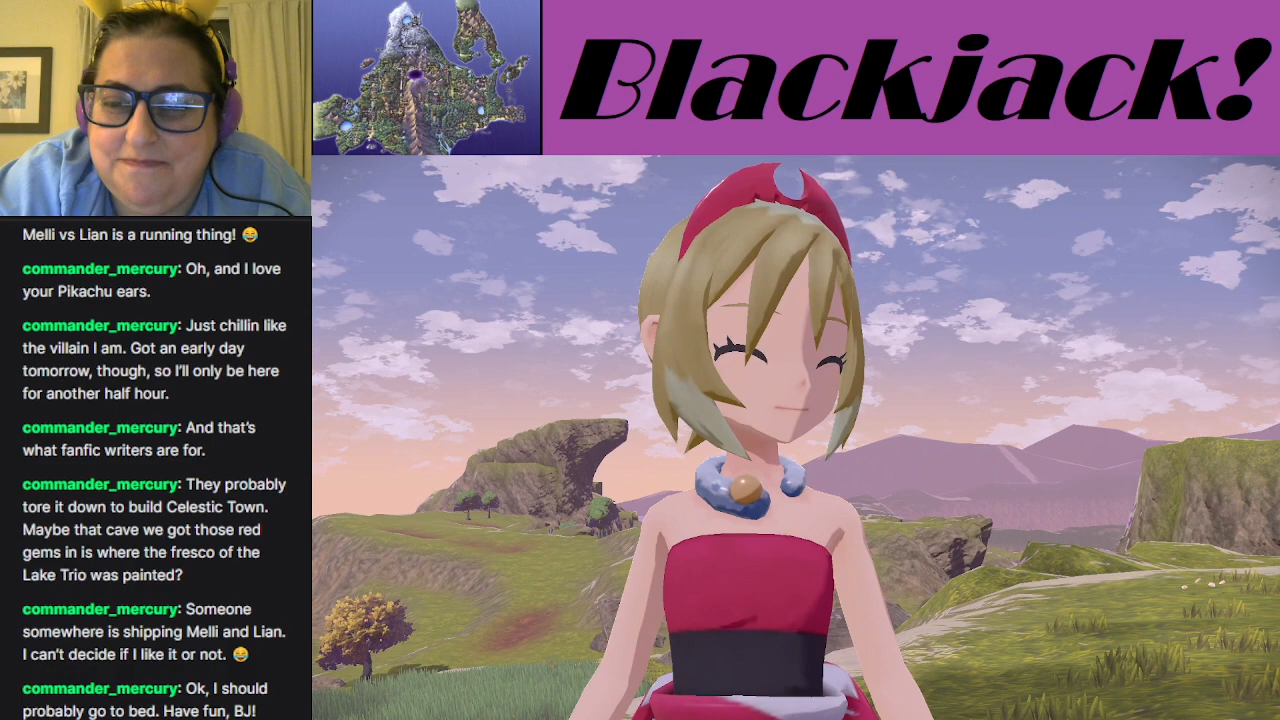 Blackjack!
Melli vs Lian is a running thing! 😂
commander_mercury: Oh, and I love
your Pikachu ears.
commander_mercury: Just chillin like
the villain I am. Got an early day
tomorrow, though, so I'll only be here
for another half hour.
commander_mercury: And that's
what fanfic writers are for.
commander_mercury: They probably
tore it down to build Celestic Town.
Maybe that cave we got those red
gems in is where the fresco of the
Lake Trio was painted?
commander_mercury: Someone
somewhere is shipping Melli and Lian.
I can't decide if I like it or not. 😂
commander_mercury: Ok, I should
probably go to bed. Have fun, BJ!